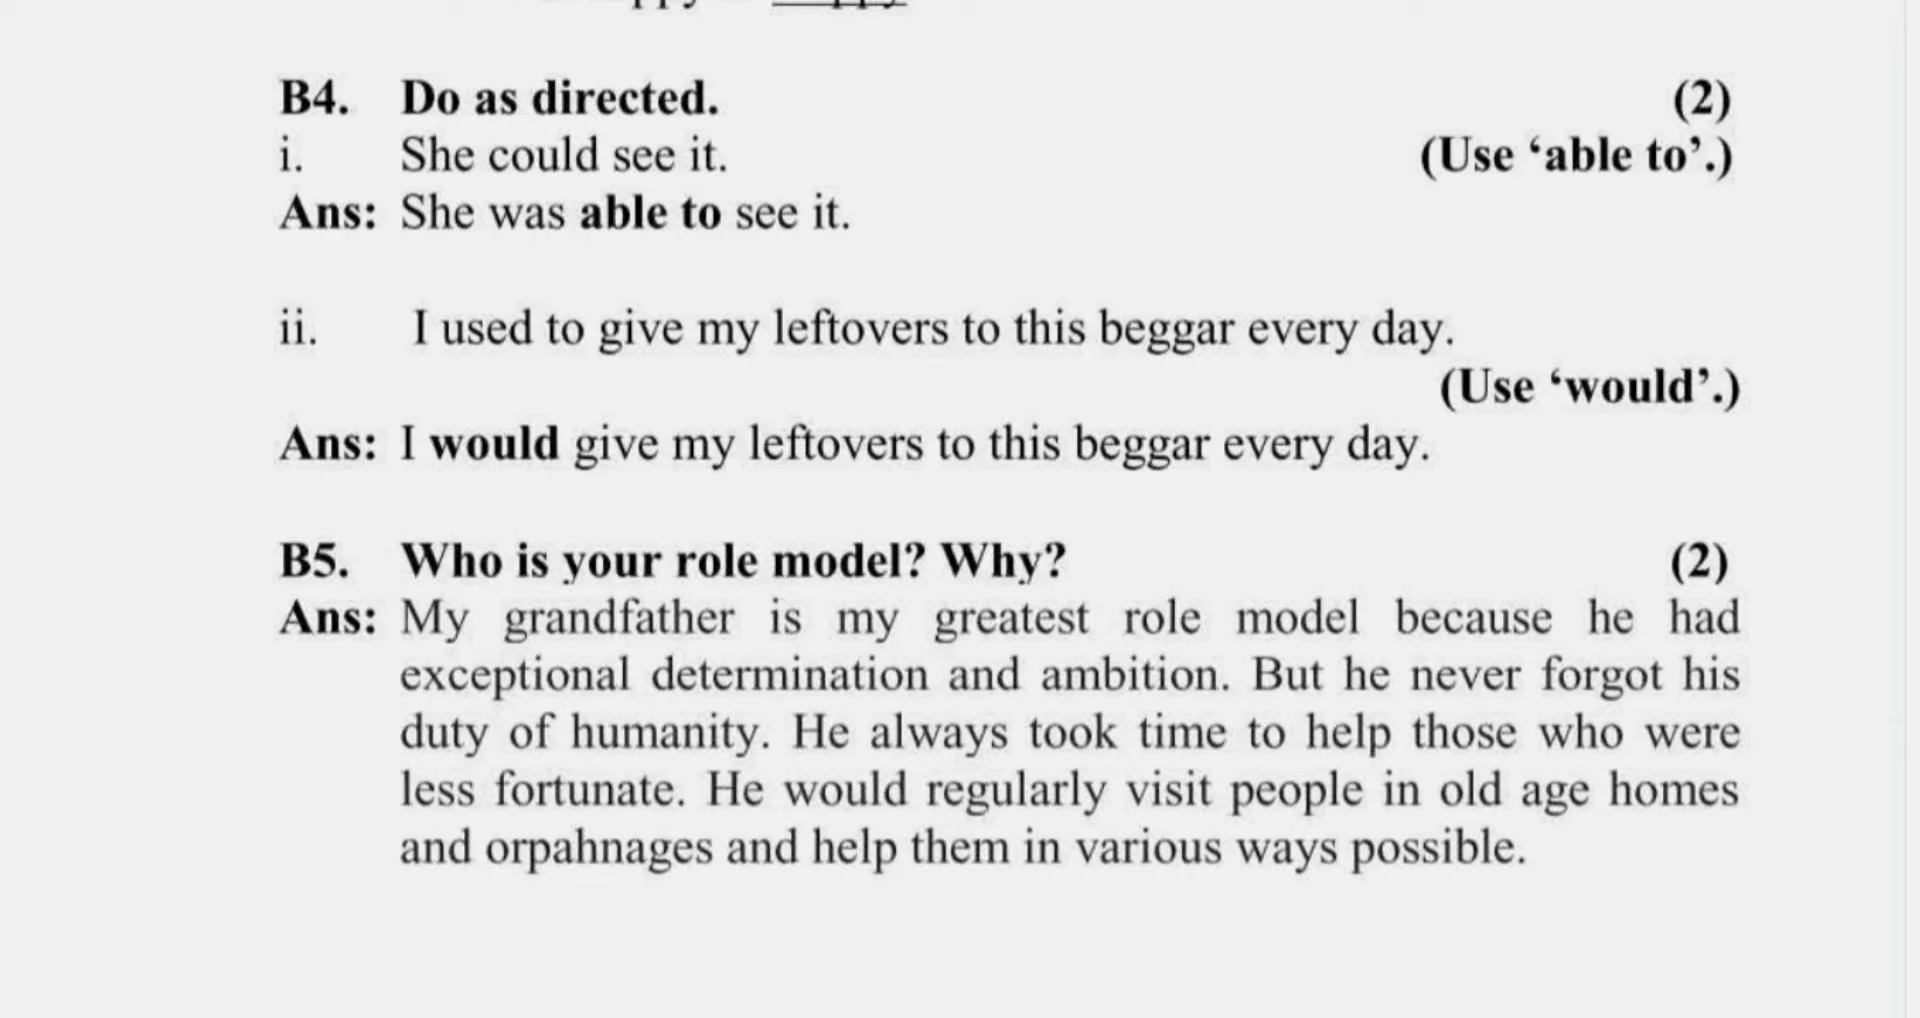 B4. Do as directed. (2)
i. She could see it. (Use ‘able to’.)
Ans: She was able to see it.
ii. I used to give my leftovers to this beggar every day.
(Use ‘would’.)
Ans: I would give my leftovers to this beggar every day.
B5. Who is your role model? Why? (2)
Ans: My grandfather is my greatest role model because he had
exceptional determination and ambition. But he never forgot his
duty of humanity. He always took time to help those who were
less fortunate. He would regularly visit people in old age homes
and orpahnages and help them in various ways possible.